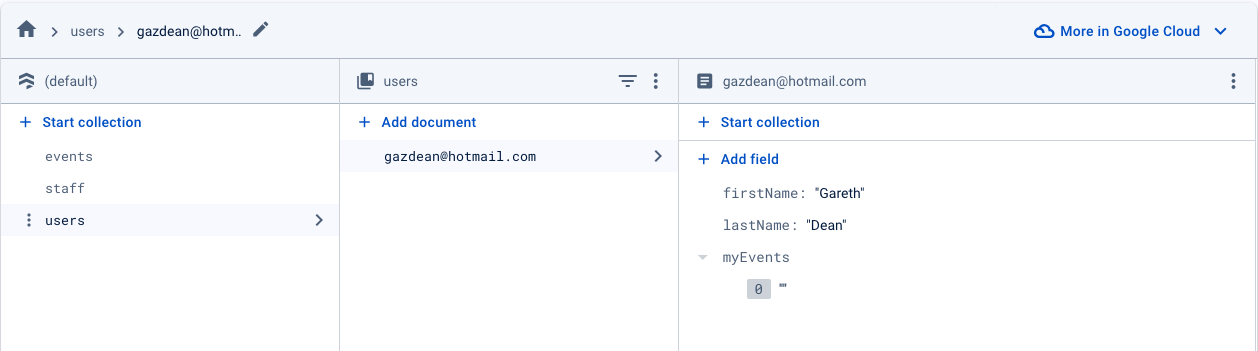 users gazdean@hotm.. More in Google Cloud
(default) users gazdean@hotmail.com
+ Start collection + Add document + Start collection
events gazdean@hotmail.com + Add field
staff firstName: "Gareth"
users lastName: "Dean"
myEvents
0 ""